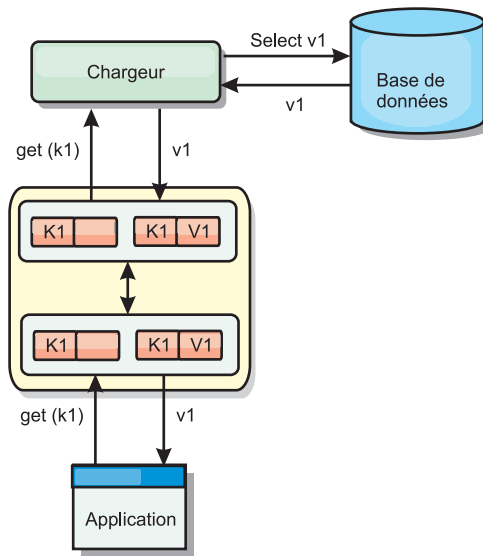 Select v1
Chargeur
Base de
données
v1
get (k1)
v1
K1
K1 V1
K1
K1 V1
get (k1)
v1
Application